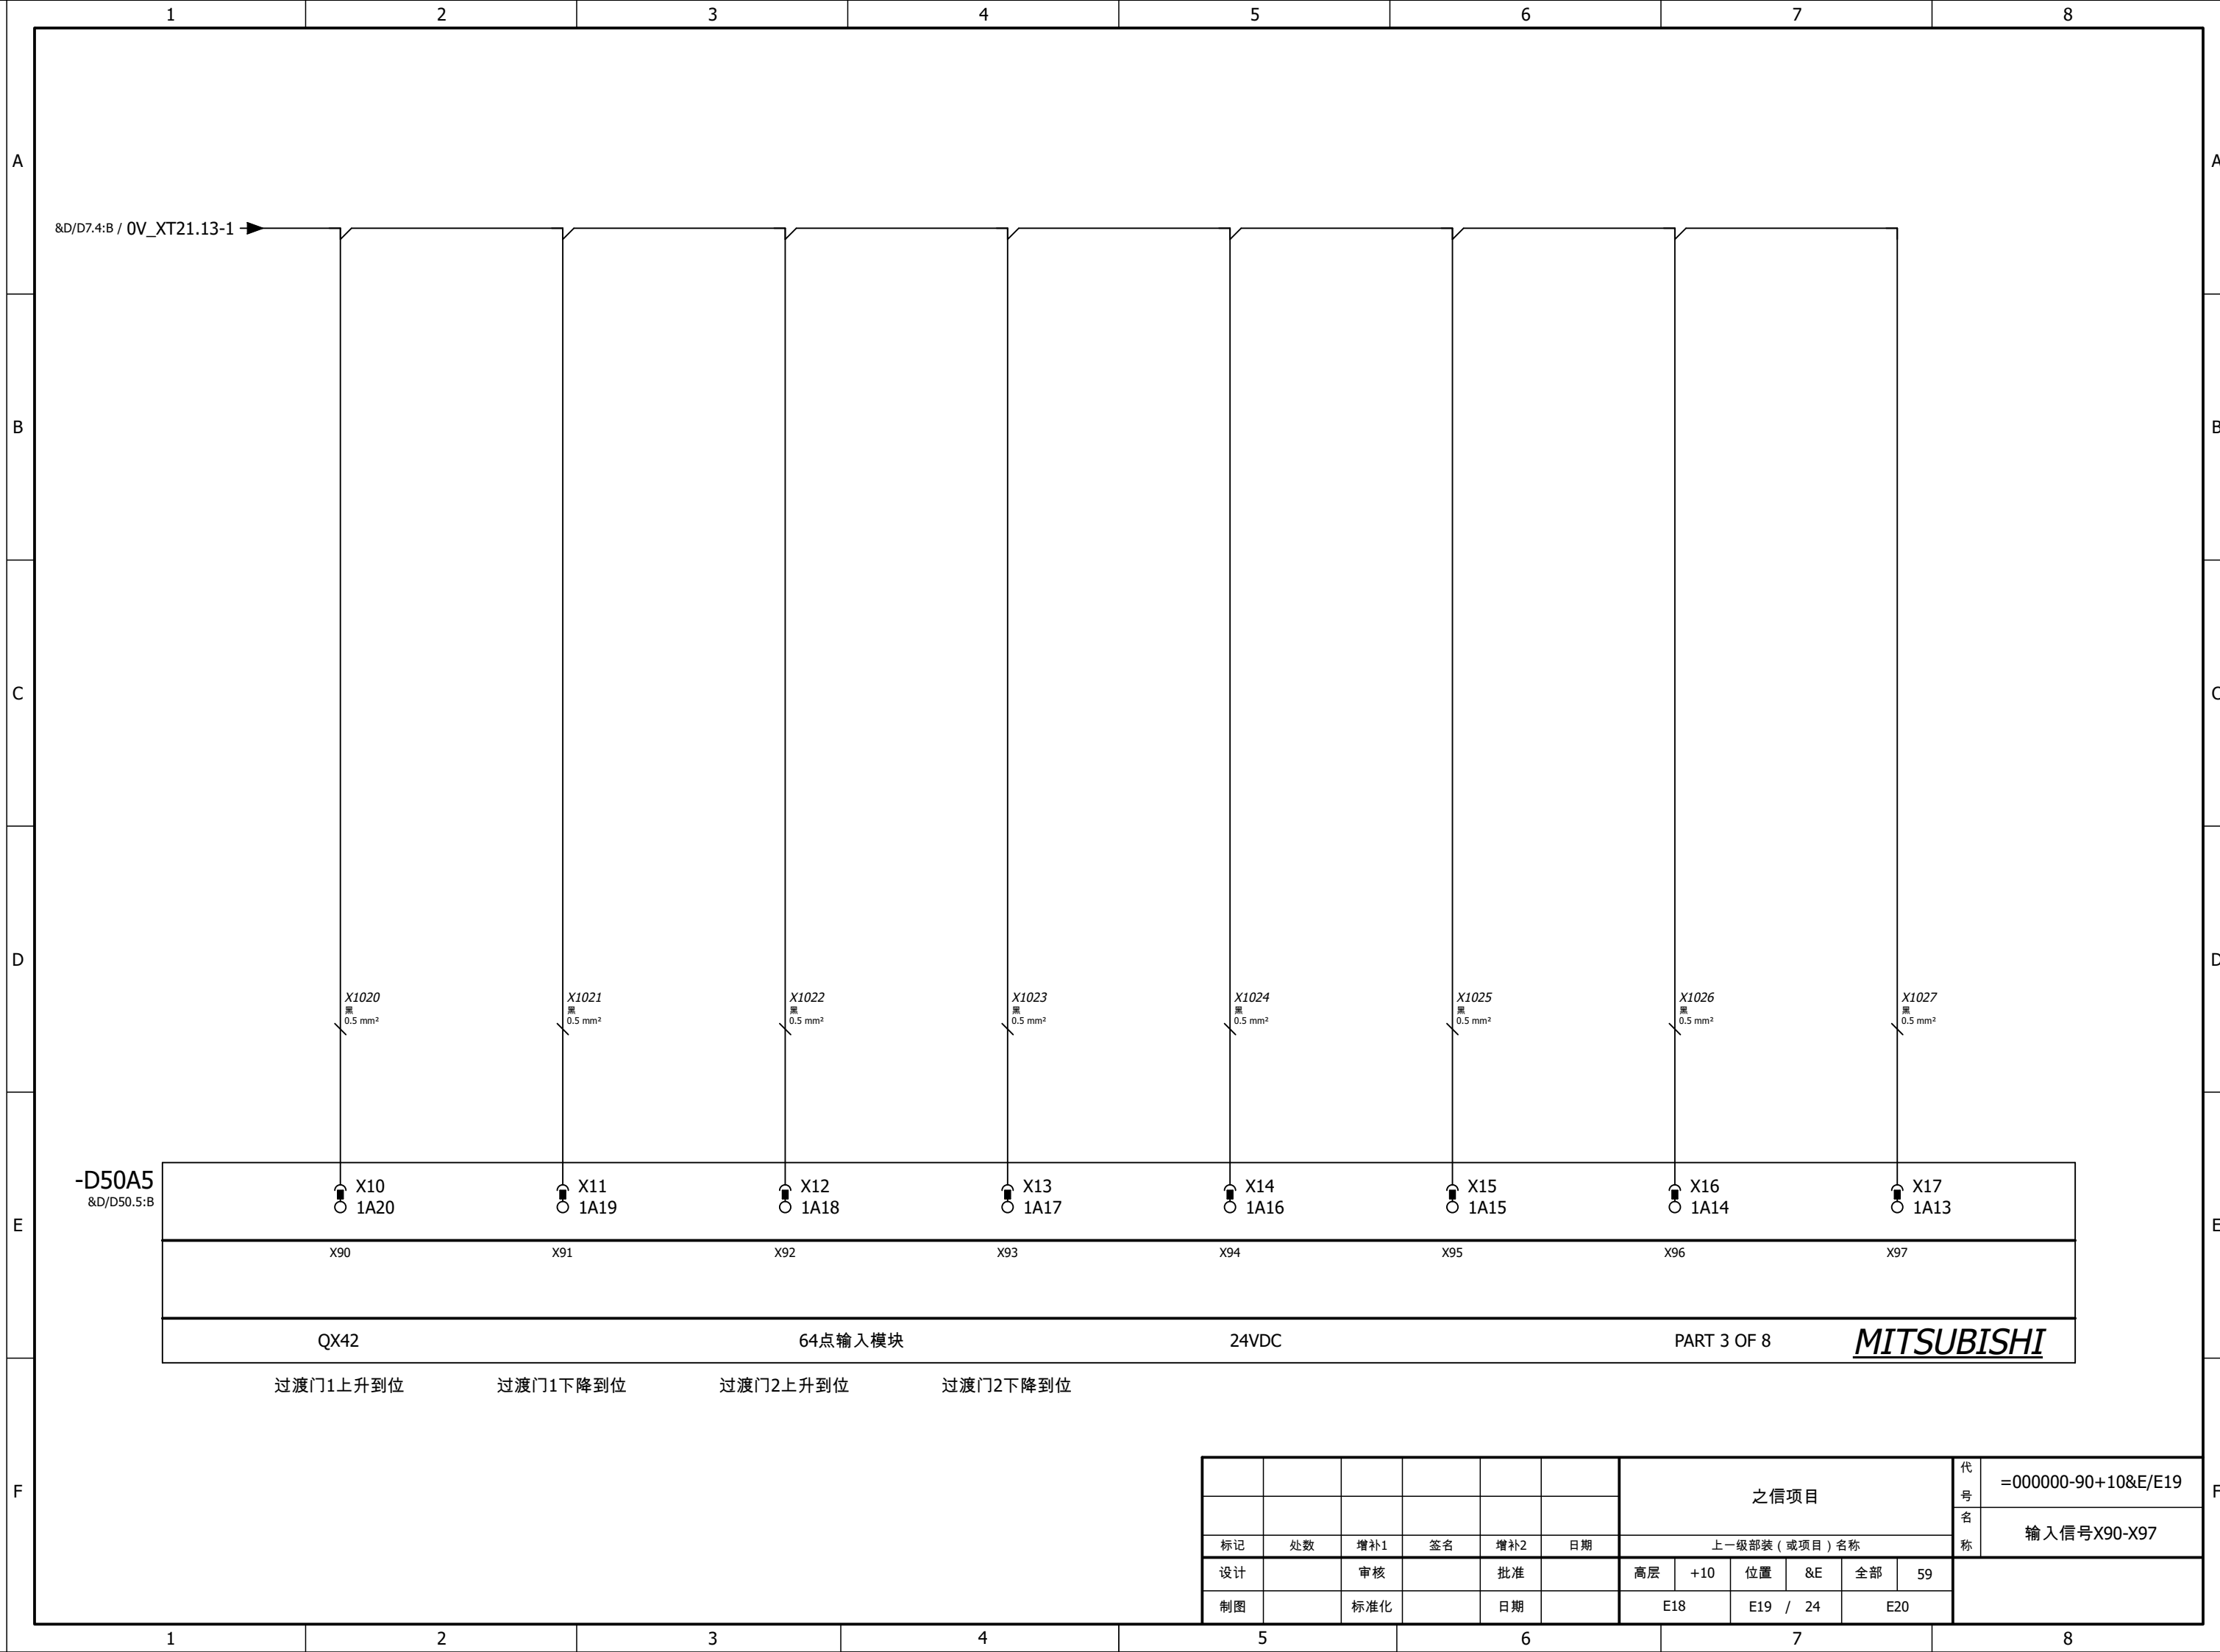 1 2 3 4 5 6 7 8
A A
&D/D7.4:B / 0V_XT21.13-1
B B
C C
D D
X1020 X1021 X1022 X1023 X1024 X1025 X1026 X1027
黑 黑 黑 黑 黑 黑 黑 黑
0.5 mm² 0.5 mm² 0.5 mm² 0.5 mm² 0.5 mm² 0.5 mm² 0.5 mm² 0.5 mm²
-D50A5
&D/D50.5:B
X10 X11 X12 X13 X14 X15 X16 X17
1A20 1A19 1A18 1A17 1A16 1A15 1A14 1A13
E E
X90 X91 X92 X93 X94 X95 X96 X97
QX42 64点输入模块 24VDC PART 3 OF 8 MITSUBISHI
过渡门1上升到位 过渡门1下降到位 过渡门2上升到位 过渡门2下降到位
F F
之信项目
代号 =000000-90+10&E/E19
名称 输入信号X90-X97
标记 处数 增补1 签名 增补2 日期 上一级部装（或项目）名称
设计 审核 批准 高层 +10 位置 &E 全部 59
制图 标准化 日期 E18 E19 / 24 E20
1 2 3 4 5 6 7 8